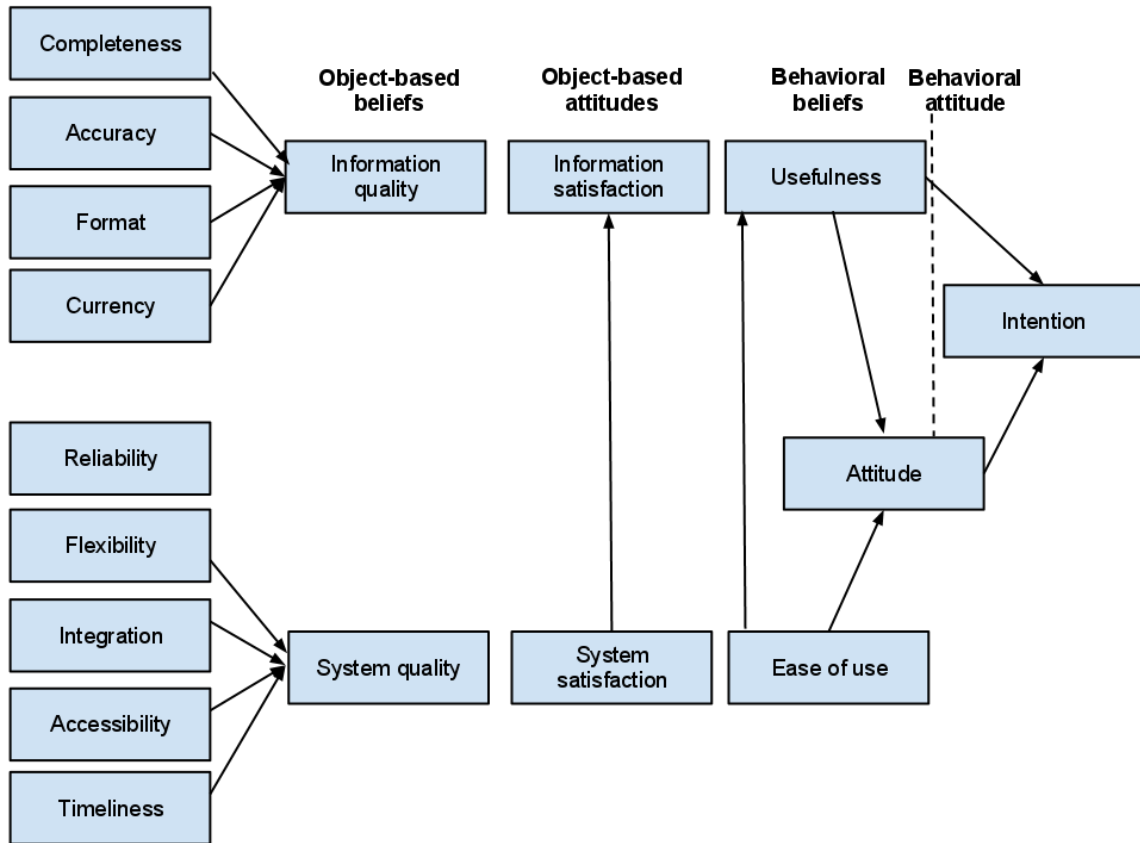 Completeness
Accuracy
Format
Currency
Reliability
Flexibility
Integration
Accessibility
Timeliness
Object-based
beliefs
Information
quality
System quality
Object-based
attitudes
Information
satisfaction
System
satisfaction
Behavioral
beliefs
Usefulness
Ease of use
Behavioral
attitude
Attitude
Intention